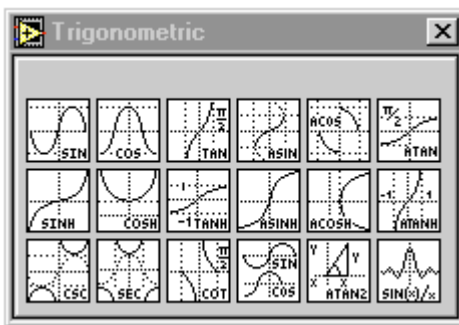 Trigonometric
SIN COS π/2 TAN ASIN ACOS π/2 ATAN
SINH COSH -1 -1 TANH ASINH ACOSH -1 1 ATANH
CSC SEC π/2 COT SIN COS Y Y X X ATAN2 SIN(x)/x